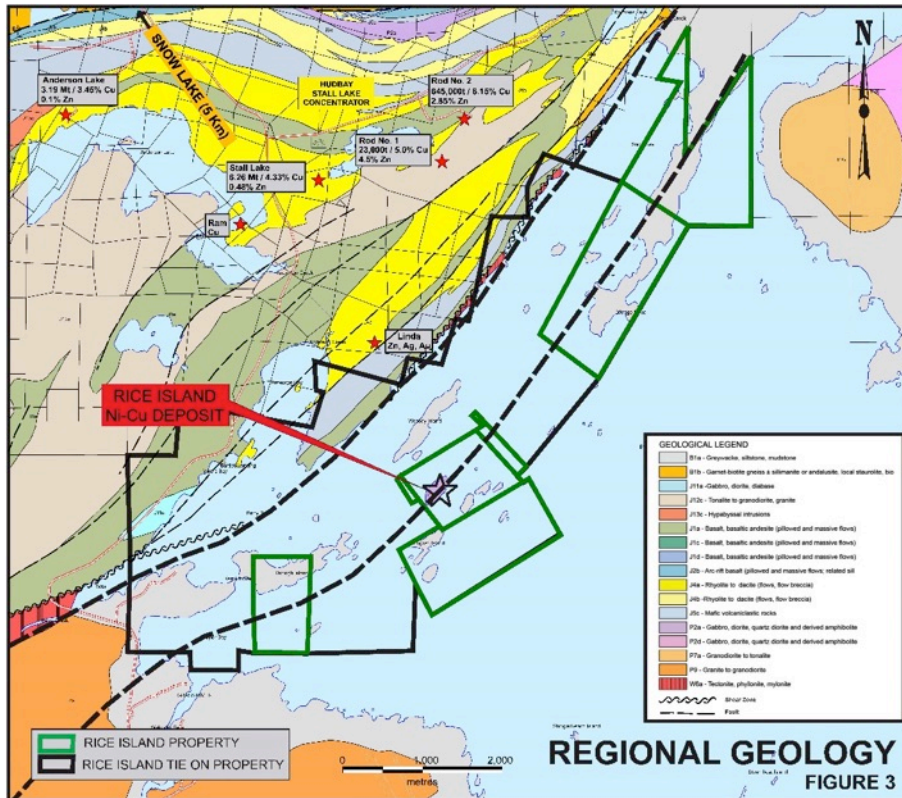 SNOW LAKE (5 Km)
N
Anderson Lake
3.19 Mt / 3.45% Cu
0.1% Zn
HUDBAY
STALL LAKE
CONCENTRATOR
Rod No. 2
645,000t / 6.15% Cu
2.85% Zn
Rod No. 1
23,000t / 5.0% Cu
4.5% Zn
Stall Lake
6.26 Mt / 4.33% Cu
0.48% Zn
Ram
Cu
Linda
Zn, Ag, Au
RICE ISLAND
Ni-Cu DEPOSIT
GEOLOGICAL LEGEND
B1a - Greywacke, siltstone, mudstone
B1b - Garnet-biotite gneiss ± sillimanite or andalusite, local staurolite, bio
J11a -Gabbro, diorite, diabase
J12c - Tonalite to granodiorite, granite
J13c - Hypabyssal intrusions
J1a - Basalt, basaltic andesite (pillowed and massive flows)
J1c - Basalt, basaltic andesite (pillowed and massive flows)
J1d - Basalt, basaltic andesite (pillowed and massive flows)
J2b - Arc rift basalt (pillowed and massive flows; related sill
J4a - Rhyolite to dacite (flows, flow breccia)
J4b -Rhyolite to dacite (flows, flow breccia)
J5c - Mafic volcaniclastic rocks
P2a - Gabbro, diorite, quartz diorite and derived amphibolite
P2d - Gabbro, diorite, quartz diorite and derived amphibolite
P7a - Granodiorite to tonalite
P9 - Granite to granodiorite
W6a - Tectonite, phyllonite, mylonite
Shear Zone
Fault
RICE ISLAND PROPERTY
RICE ISLAND TIE ON PROPERTY
0 1,000 2,000
metres
REGIONAL GEOLOGY
FIGURE 3